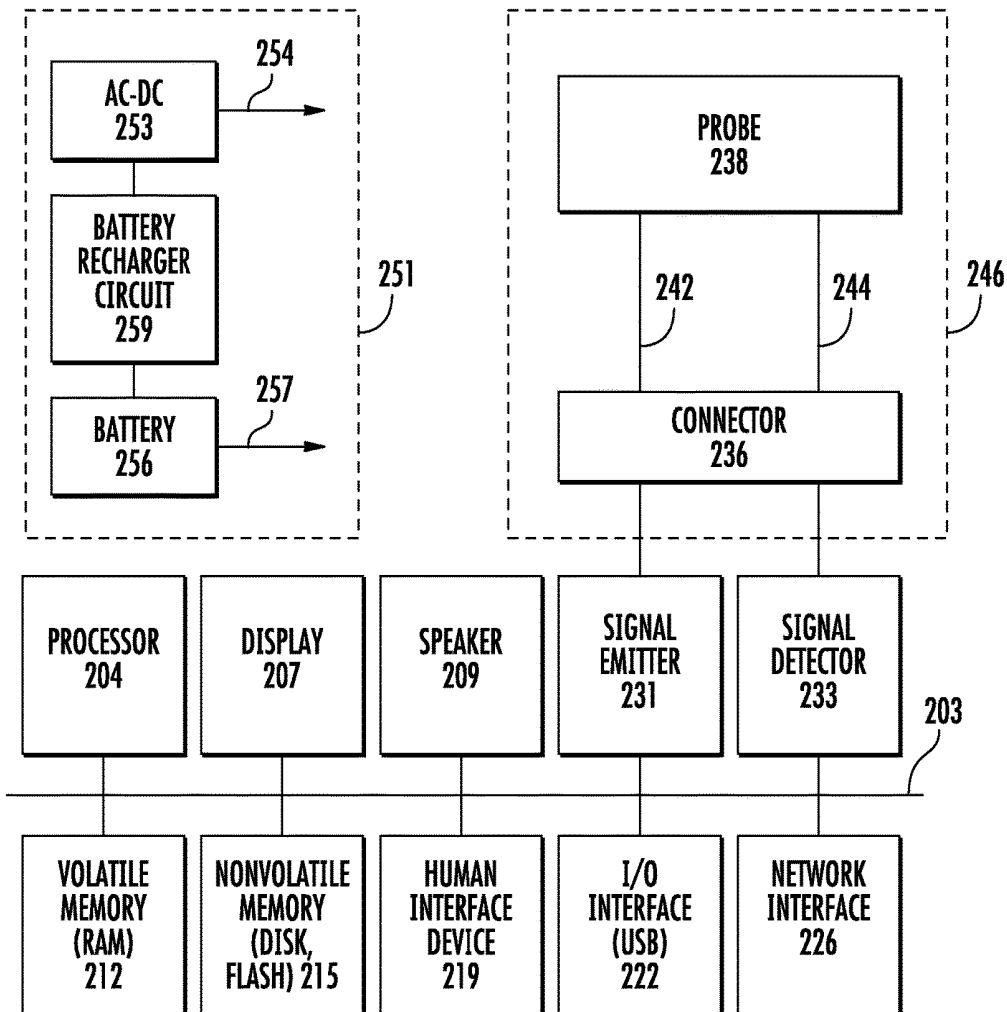 AC-DC
253
254
BATTERY
RECHARGER
CIRCUIT
259
251
BATTERY
256
257
PROBE
238
242
244
246
CONNECTOR
236
PROCESSOR
204
DISPLAY
207
SPEAKER
209
SIGNAL
EMITTER
231
SIGNAL
DETECTOR
233
203
VOLATILE
MEMORY
(RAM)
212
NONVOLATILE
MEMORY
(DISK,
FLASH) 215
HUMAN
INTERFACE
DEVICE
219
I/O
INTERFACE
(USB)
222
NETWORK
INTERFACE
226